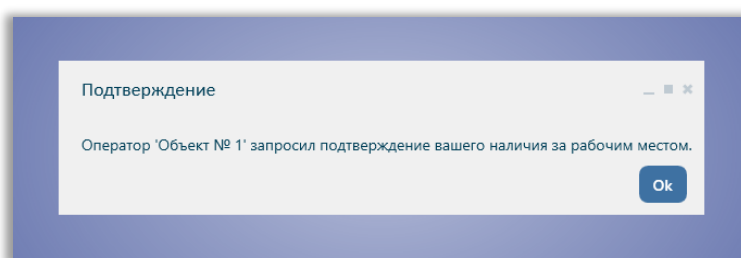 Подтверждение
Оператор 'Объект № 1' запросил подтверждение вашего наличия за рабочим местом.
Ok